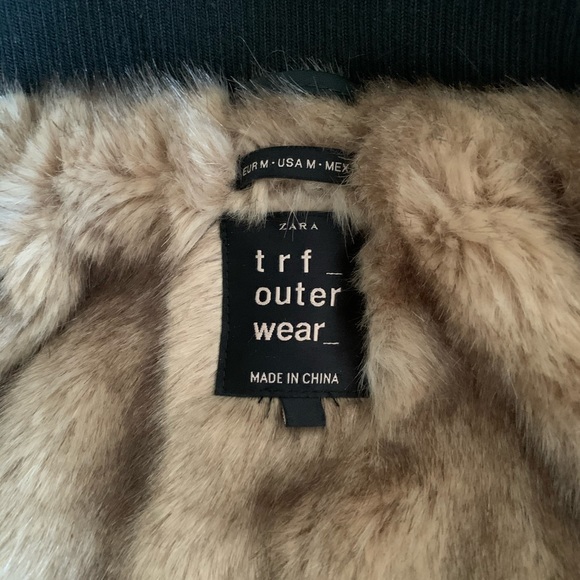 EUR M · USA M · MEX
ZARA
trf_
outer
wear_
MADE IN CHINA